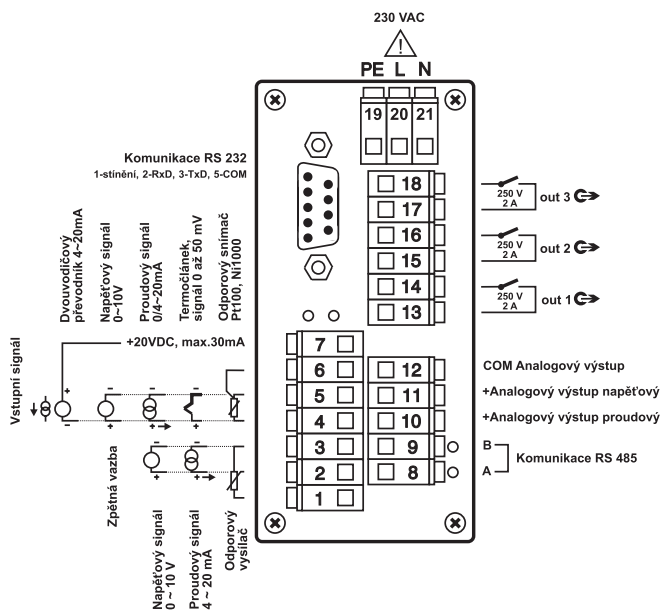 230 VAC
PE L N
19 20 21
Komunikace RS 232
1-stínění, 2-RxD, 3-TxD, 5-COM
Dvouvodičový
převodník 4~20mA
Napěťový signál
0~10V
Proudový signál
0/4~20mA
Termočlánek,
signál 0 až 50 mV
Odporový snímač
Pt100, Ni1000
18
17
16
15
14
13
250 V
2 A
out 3
250 V
2 A
out 2
250 V
2 A
out 1
+20VDC, max.30mA
Vstupní signál
+
–
–
+
–
+
–
+
7
6
5
4
3
2
1
12
11
10
9
8
COM Analogový výstup
+Analogový výstup napěťový
+Analogový výstup proudový
B
A
Komunikace RS 485
Zpětná vazba
–
+
–
+
Napěťový signál
0 ~ 10 V
Proudový signál
4 ~ 20 mA
Odporový
vysílač